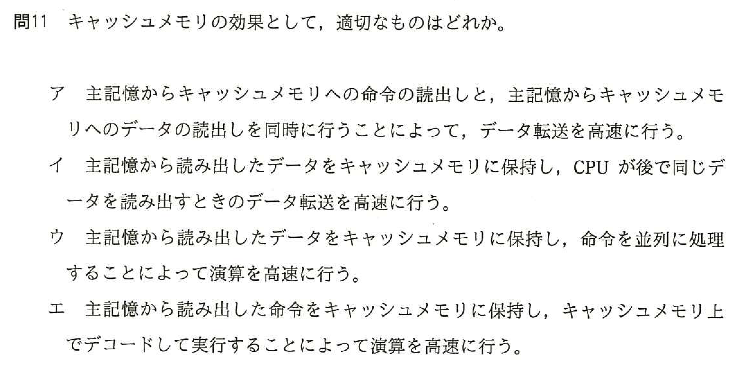 問11 キャッシュメモリの効果として，適切なものはどれか。
ア 主記憶からキャッシュメモリへの命令の読出しと，主記憶からキャッシュメモ
リへのデータの読出しを同時に行うことによって，データ転送を高速に行う。
イ 主記憶から読み出したデータをキャッシュメモリに保持し，CPU が後で同じデ
ータを読み出すときのデータ転送を高速に行う。
ウ 主記憶から読み出したデータをキャッシュメモリに保持し，命令を並列に処理
することによって演算を高速に行う。
エ 主記憶から読み出した命令をキャッシュメモリに保持し，キャッシュメモリ上
でデコードして実行することによって演算を高速に行う。